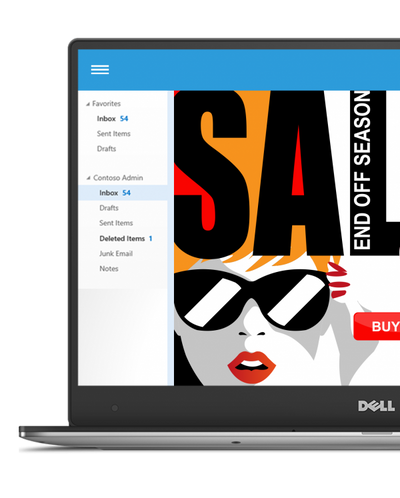 Favorites
Inbox 54
Sent Items
Drafts
Contoso Admin
Inbox 54
Drafts
Sent Items
Deleted Items 1
Junk Email
Notes
SAL
END OFF SEASON
BUY
DELL